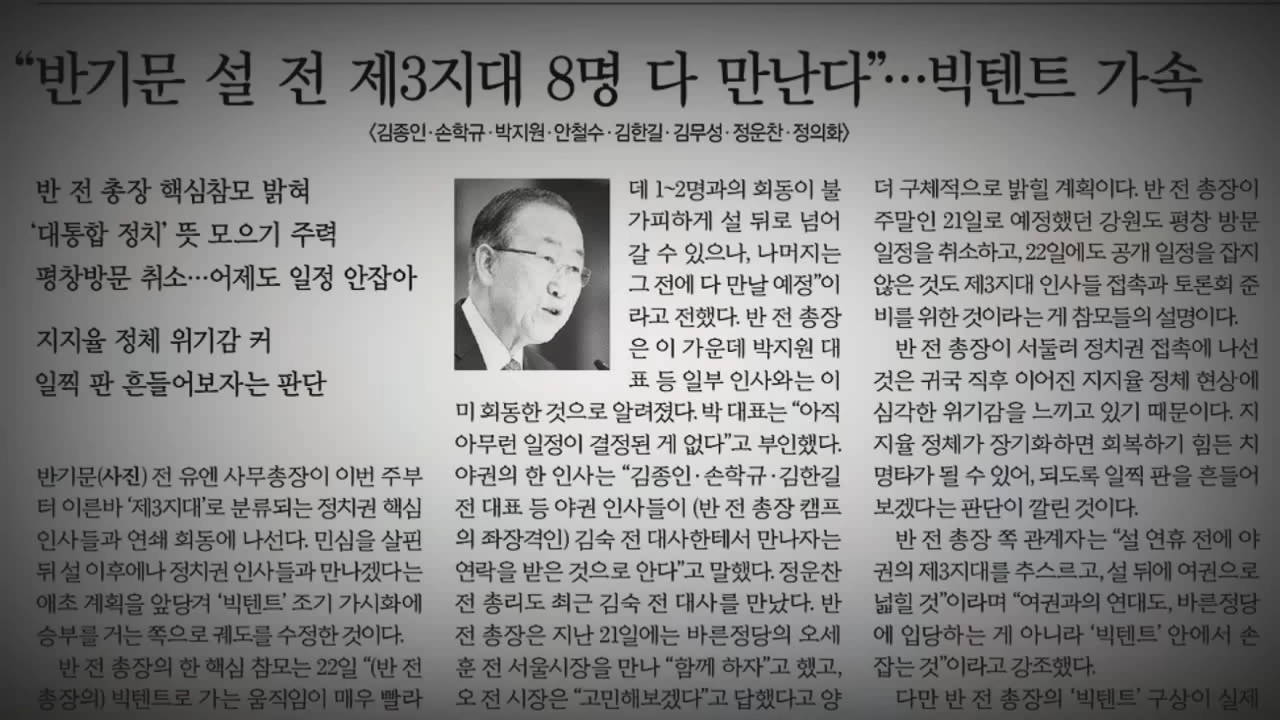 “반기문 설 전 제3지대 8명 다 만난다”…빅텐트 가속
〈김종인·손학규·박지원·안철수·김한길·김무성·정운찬·정의화〉
반 전 총장 핵심참모 밝혀
‘대통합 정치’ 뜻 모으기 주력
평창방문 취소…어제도 일정 안잡아
지지율 정체 위기감 커
일찍 판 흔들어보자는 판단
반기문(사진) 전 유엔 사무총장이 이번 주부
터 이른바 ‘제3지대’로 분류되는 정치권 핵심
인사들과 연쇄 회동에 나선다. 민심을 살핀
뒤 설 이후에나 정치권 인사들과 만나겠다는
애초 계획을 앞당겨 ‘빅텐트’ 조기 가시화에
승부를 거는 쪽으로 궤도를 수정한 것이다.
반 전 총장의 한 핵심 참모는 22일 “(반 전
총장의) 빅텐트로 가는 움직임이 매우 빨라
데 1~2명과의 회동이 불
가피하게 설 뒤로 넘어
갈 수 있으나, 나머지는
그 전에 다 만날 예정”이
라고 전했다. 반 전 총장
은 이 가운데 박지원 대
표 등 일부 인사와는 이
미 회동한 것으로 알려졌다. 박 대표는 “아직
아무런 일정이 결정된 게 없다”고 부인했다.
야권의 한 인사는 “김종인·손학규·김한길
전 대표 등 야권 인사들이 (반 전 총장 캠프
의 좌장격인) 김숙 전 대사한테서 만나자는
연락을 받은 것으로 안다”고 말했다. 정운찬
전 총리도 최근 김숙 전 대사를 만났다. 반
전 총장은 지난 21일에는 바른정당의 오세
훈 전 서울시장을 만나 “함께 하자”고 했고,
오 전 시장은 “고민해보겠다”고 답했다고 양
더 구체적으로 밝힐 계획이다. 반 전 총장이
주말인 21일로 예정했던 강원도 평창 방문
일정을 취소하고, 22일에도 공개 일정을 잡지
않은 것도 제3지대 인사들 접촉과 토론회 준
비를 위한 것이라는 게 참모들의 설명이다.
반 전 총장이 서둘러 정치권 접촉에 나선
것은 귀국 직후 이어진 지지율 정체 현상에
심각한 위기감을 느끼고 있기 때문이다. 지
지율 정체가 장기화하면 회복하기 힘든 치
명타가 될 수 있어, 되도록 일찍 판을 흔들어
보겠다는 판단이 깔린 것이다.
반 전 총장 쪽 관계자는 “설 연휴 전에 야
권의 제3지대를 추스르고, 설 뒤에 여권으로
넓힐 것”이라며 “여권과의 연대도, 바른정당
에 입당하는 게 아니라 ‘빅텐트’ 안에서 손
잡는 것”이라고 강조했다.
다만 반 전 총장의 ‘빅텐트’ 구상이 실제